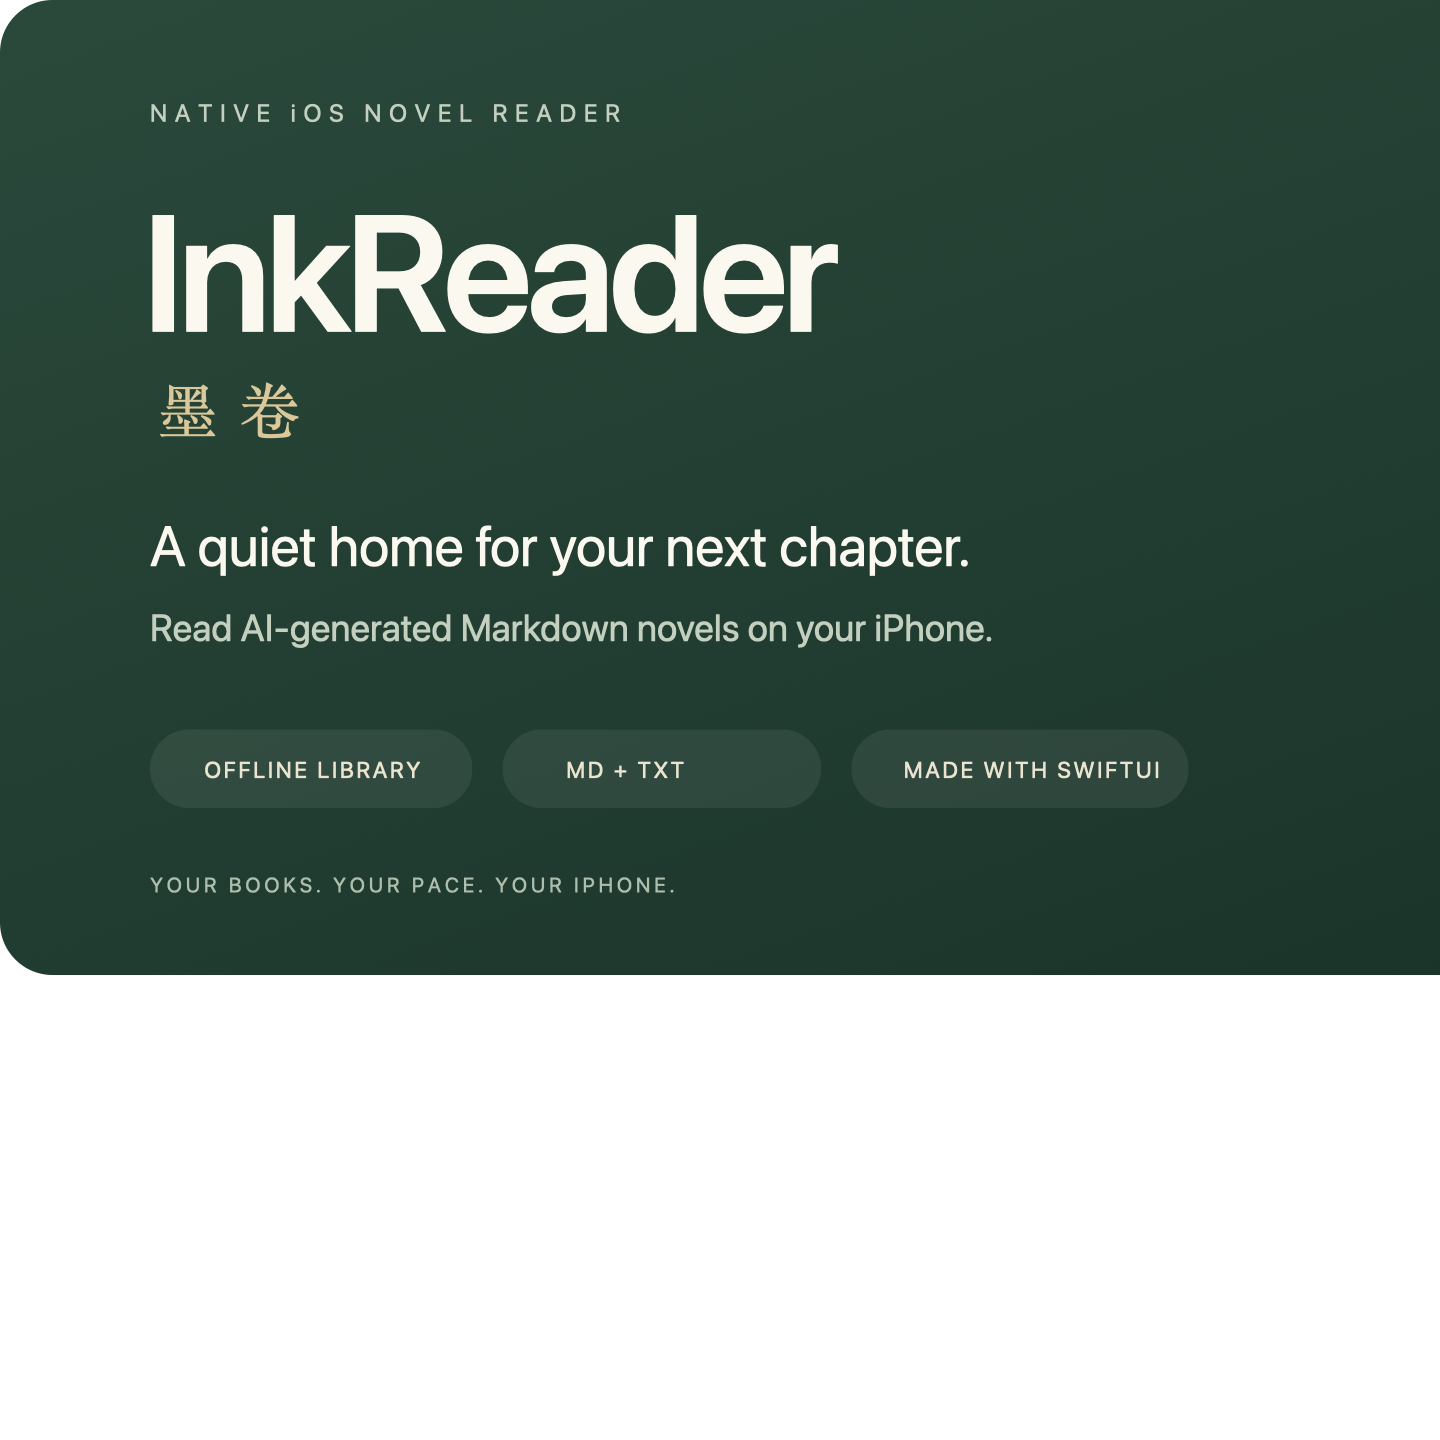 NATIVE iOS NOVEL READER
InkReader
墨卷
A quiet home for your next chapter.
Read AI-generated Markdown novels on your iPhone.
OFFLINE LIBRARY
MD + TXT
MADE WITH SWIFTUI
YOUR BOOKS. YOUR PACE. YOUR IPHONE.